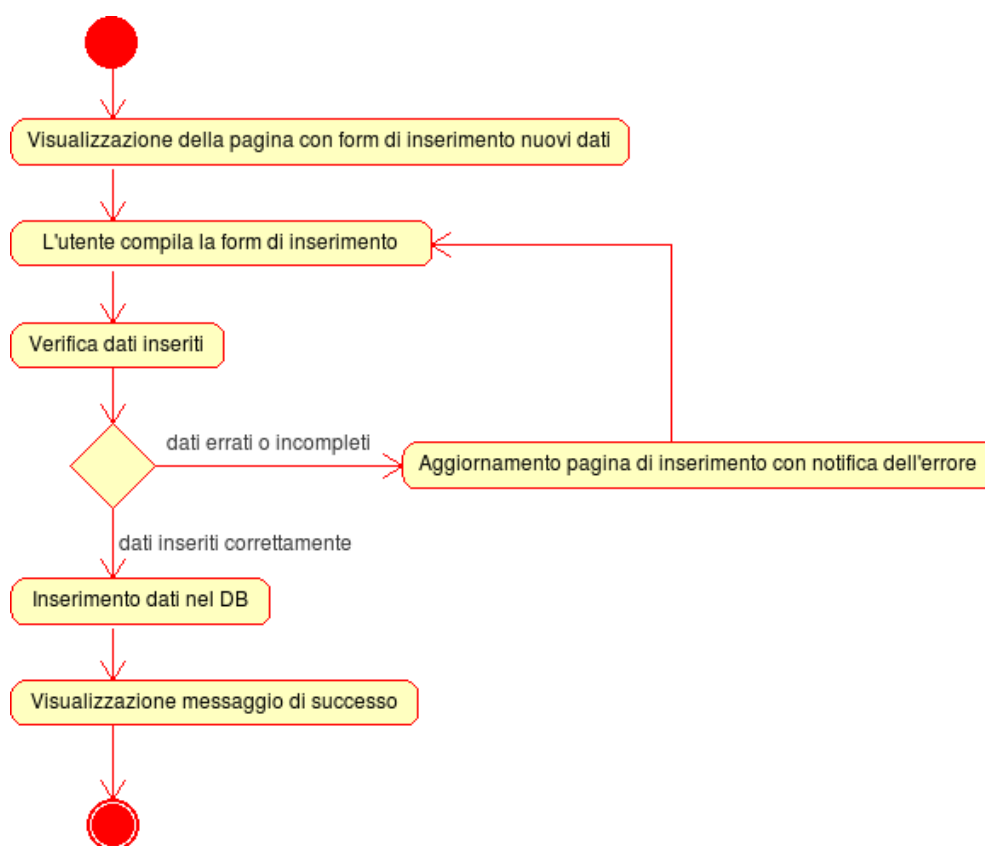 Visualizzazione della pagina con form di inserimento nuovi dati
L'utente compila la form di inserimento
Verifica dati inseriti
dati errati o incompleti
Aggiornamento pagina di inserimento con notifica dell'errore
dati inseriti correttamente
Inserimento dati nel DB
Visualizzazione messaggio di successo